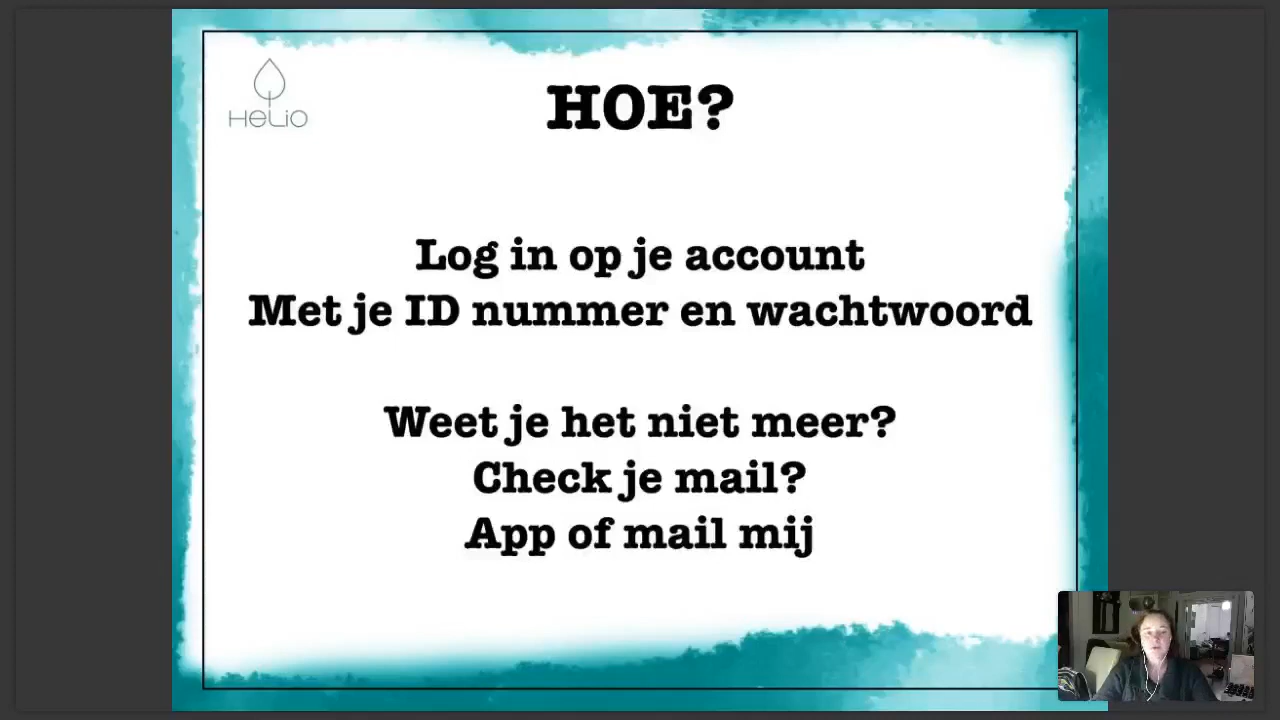 HELiO
HOE?
Log in op je account
Met je ID nummer en wachtwoord
Weet je het niet meer?
Check je mail?
App of mail mij